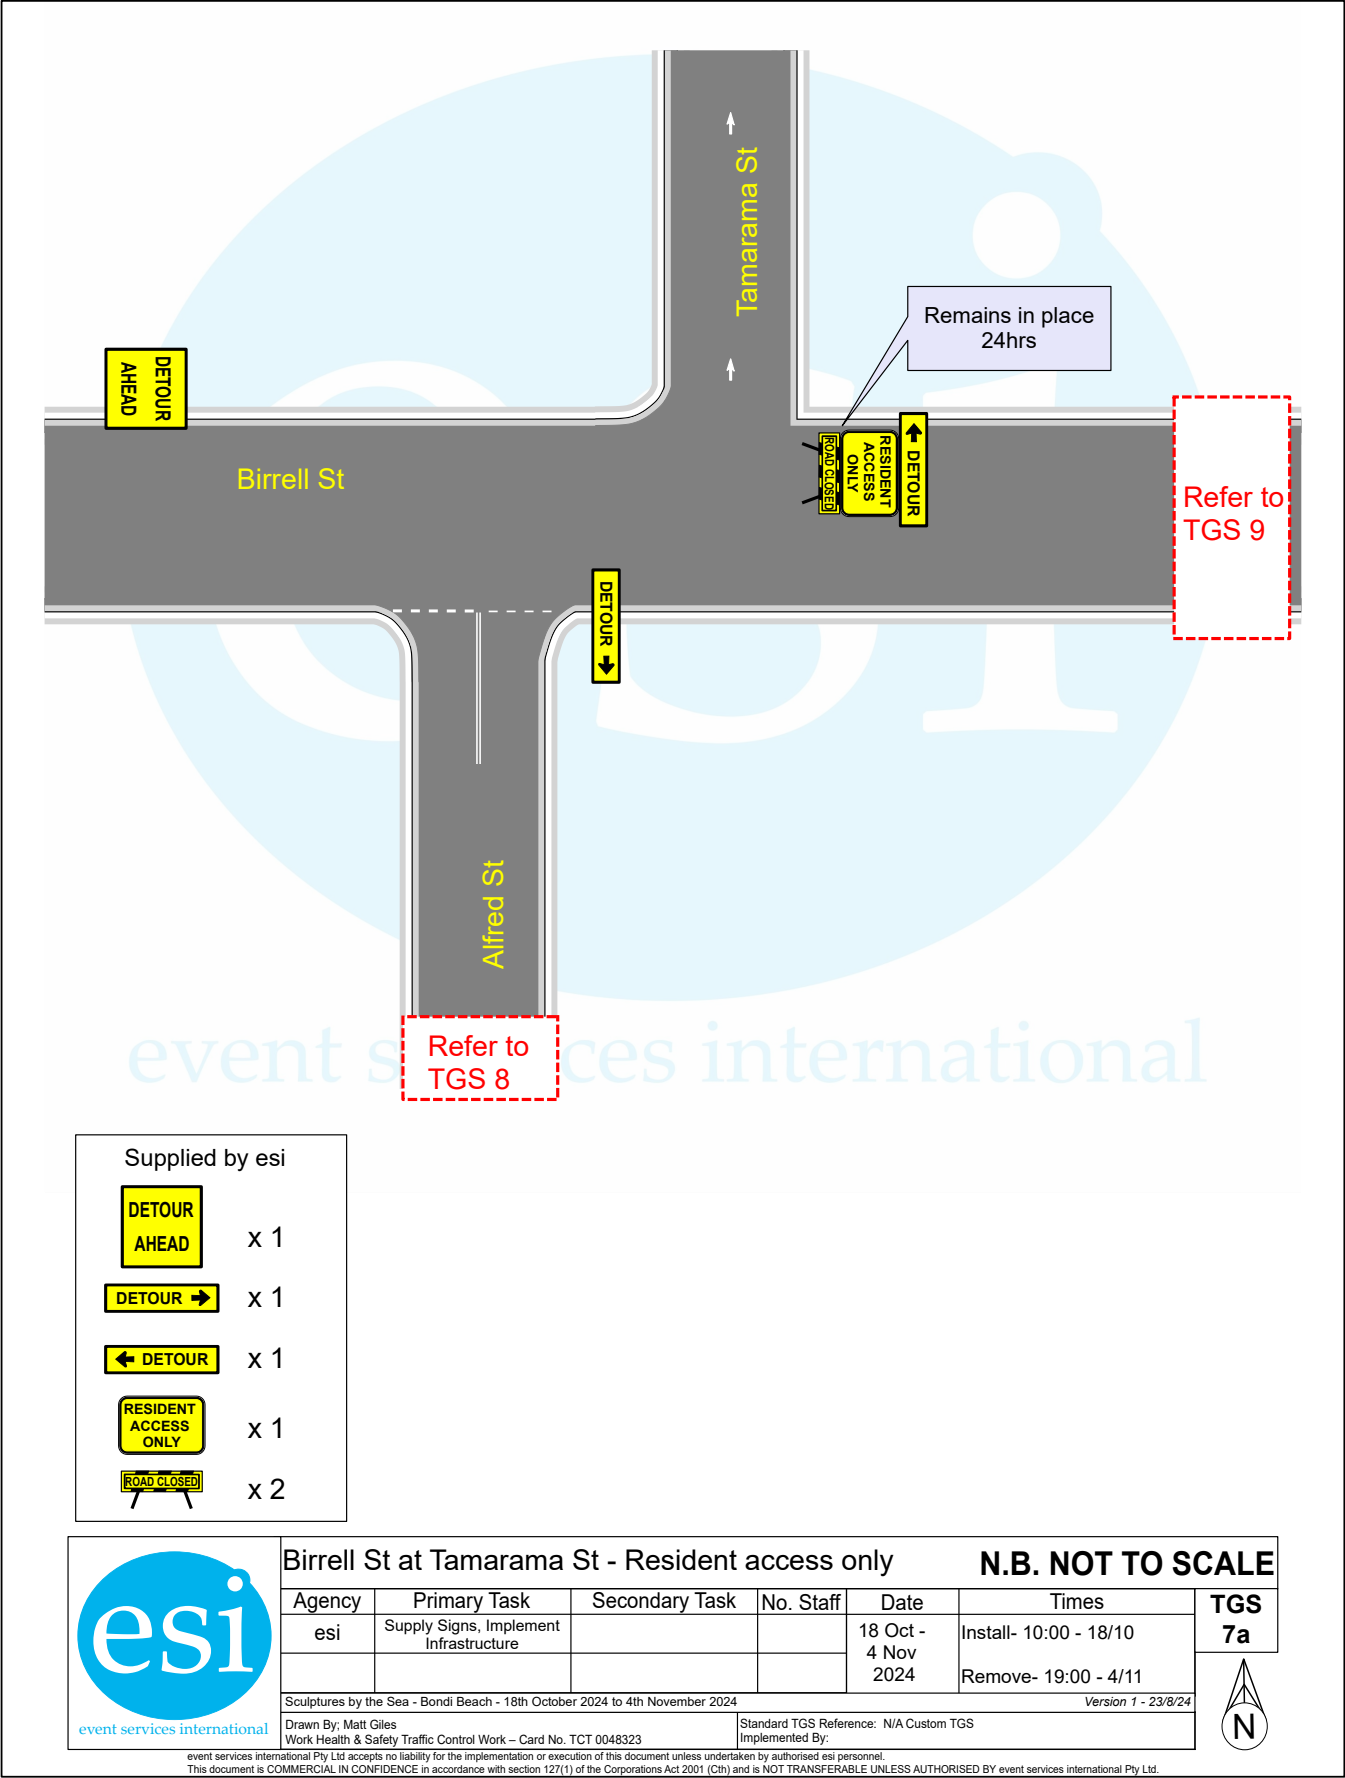 Tamarama St
Remains in place
24hrs
DETOUR
AHEAD
Birrell St
ROAD CLOSED
RESIDENT
ACCESS
ONLY
DETOUR
Refer to
TGS 9
DETOUR
Alfred St
Refer to
TGS 8
esi
event services international
Supplied by esi
DETOUR
AHEAD
x 1
DETOUR
x 1
DETOUR
x 1
RESIDENT
ACCESS
ONLY
x 1
ROAD CLOSED
x 2
esi
event services international
Birrell St at Tamarama St - Resident access only
N.B. NOT TO SCALE
Agency Primary Task Secondary Task No. Staff Date Times
esi
Supply Signs, Implement
Infrastructure
18 Oct -
4 Nov
2024
Install- 10:00 - 18/10
Remove- 19:00 - 4/11
TGS
7a
Sculptures by the Sea - Bondi Beach - 18th October 2024 to 4th November 2024
Version 1 - 23/8/24
Drawn By; Matt Giles
Work Health & Safety Traffic Control Work – Card No. TCT 0048323
Standard TGS Reference: N/A Custom TGS
Implemented By:
N
event services international Pty Ltd accepts no liability for the implementation or execution of this document unless undertaken by authorised esi personnel.
This document is COMMERCIAL IN CONFIDENCE in accordance with section 127(1) of the Corporations Act 2001 (Cth) and is NOT TRANSFERABLE UNLESS AUTHORISED BY event services international Pty Ltd.